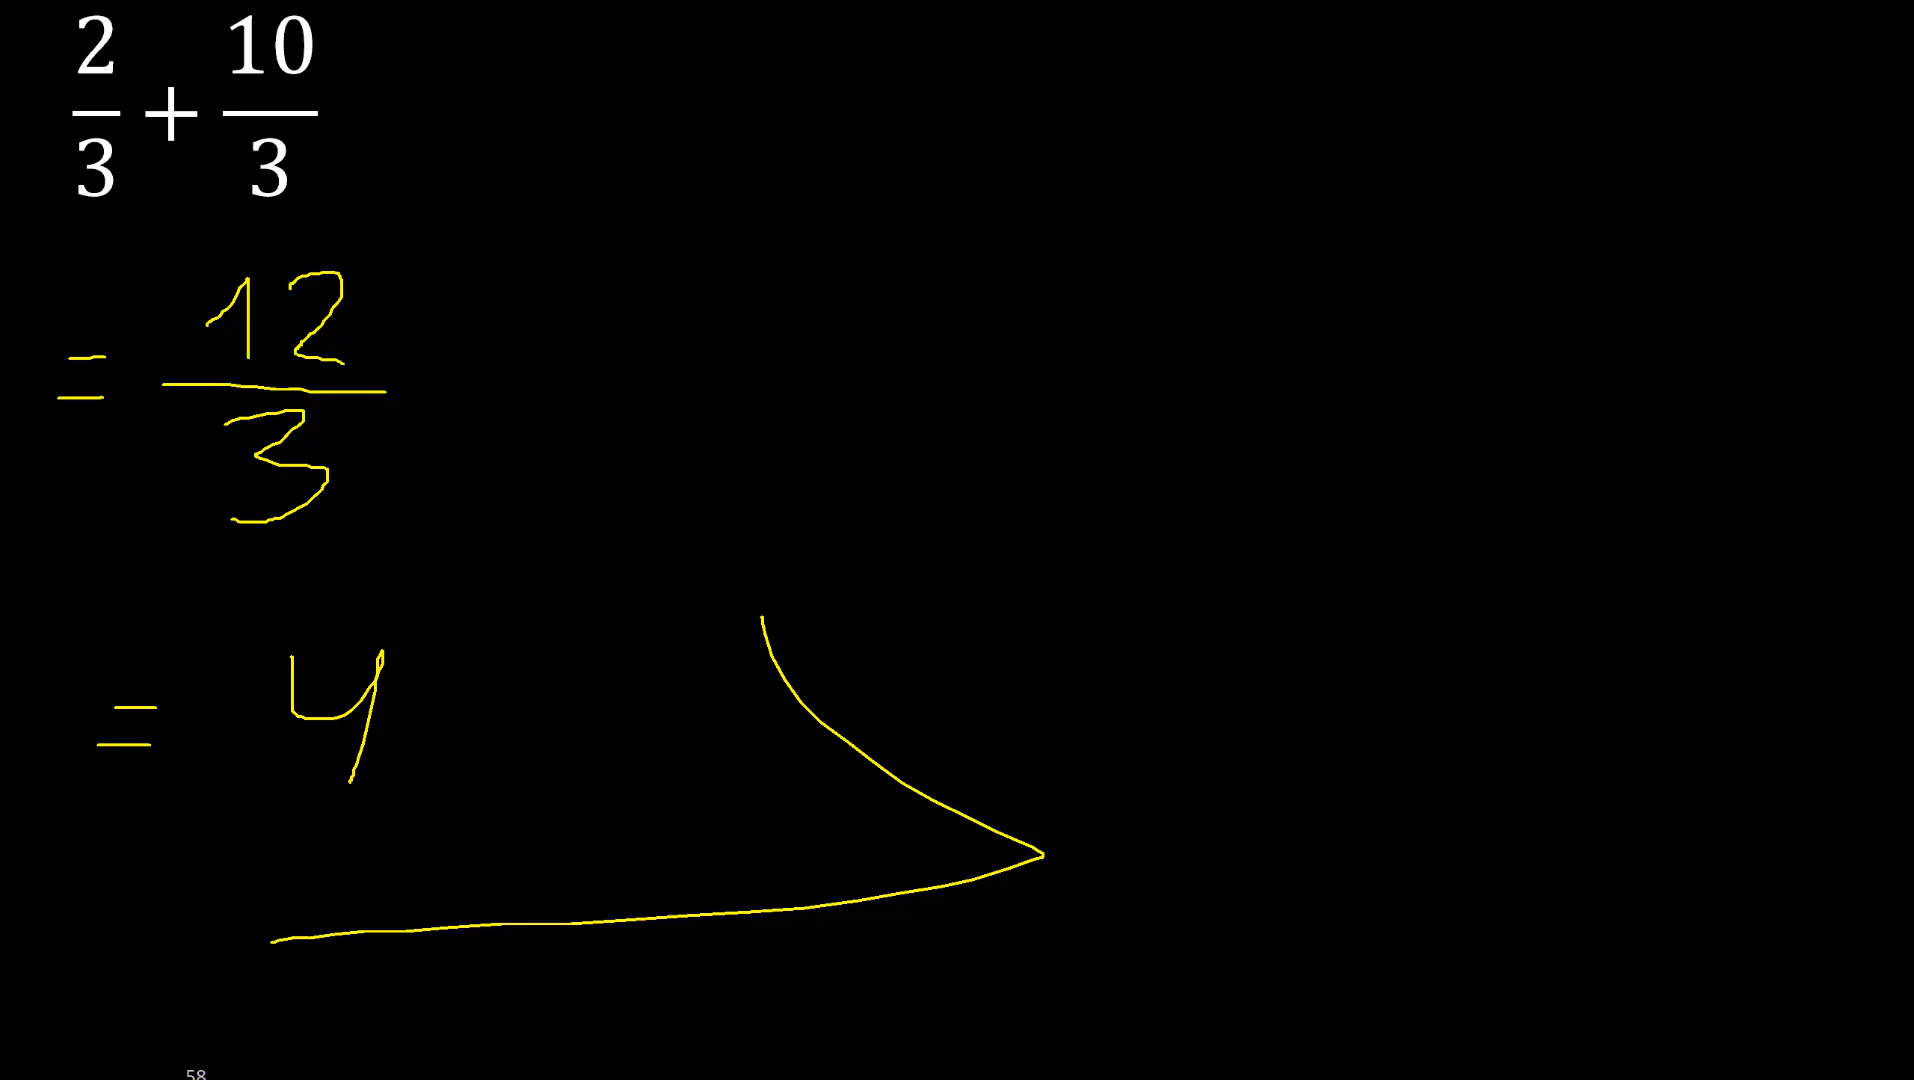 2/3 + 10/3
= 12/3
= 4
58